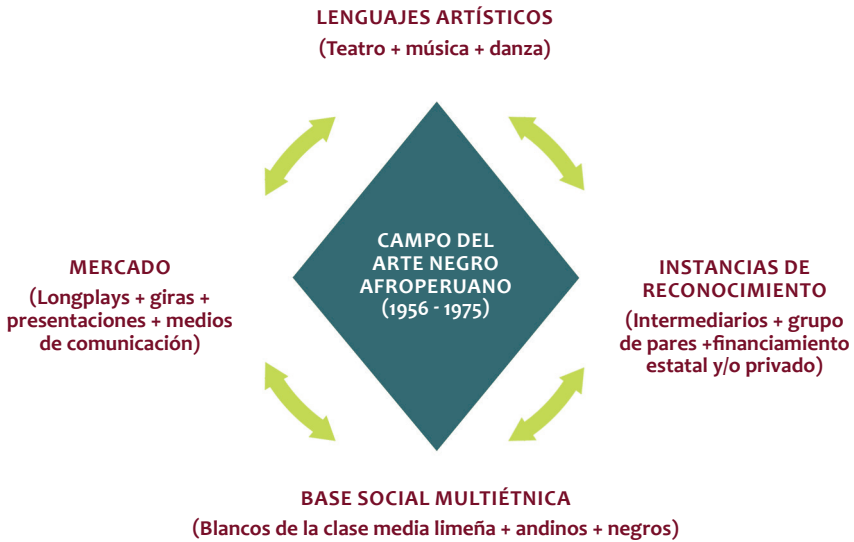 LENGUAJES ARTÍSTICOS
(Teatro + música + danza)
CAMPO DEL
ARTE NEGRO
AFROPERUANO
(1956 - 1975)
MERCADO
(Longplays + giras +
presentaciones + medios
de comunicación)
INSTANCIAS DE
RECONOCIMIENTO
(Intermediarios + grupo
de pares +financiamiento
estatal y/o privado)
BASE SOCIAL MULTIÉTNICA
(Blancos de la clase media limeña + andinos + negros)